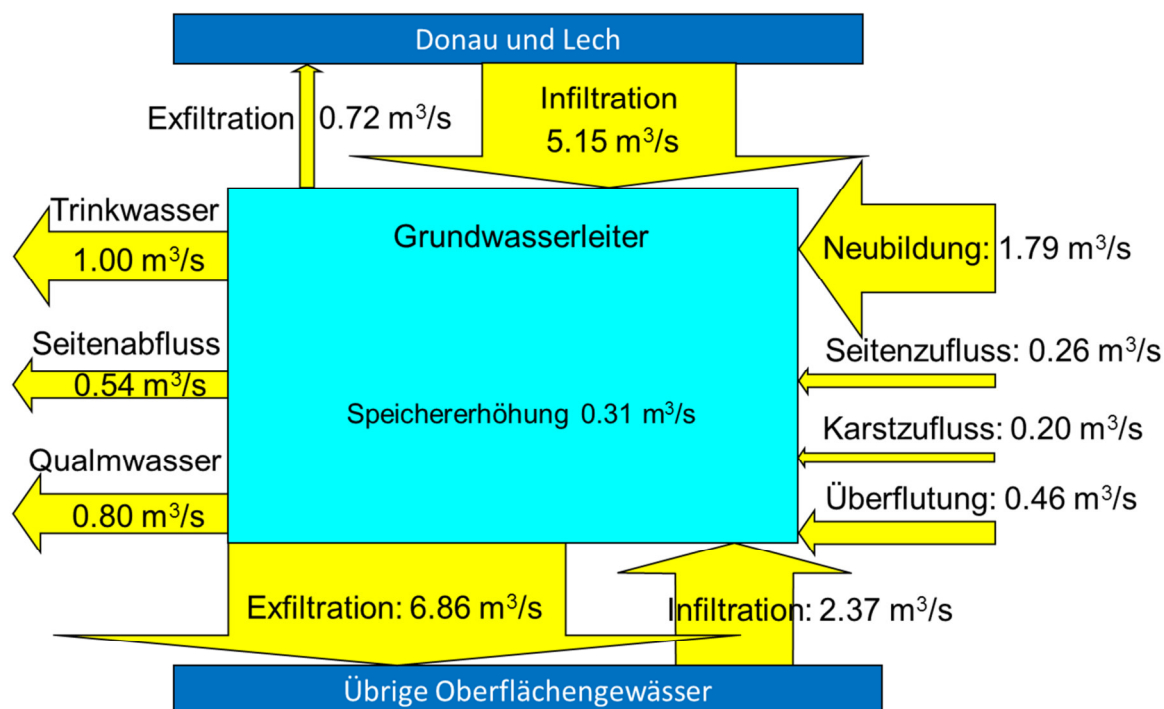 Donau und Lech
Exfiltration 0.72 m³/s
Infiltration
5.15 m³/s
Trinkwasser
1.00 m³/s
Grundwasserleiter
Neubildung: 1.79 m³/s
Seitenabfluss
0.54 m³/s
Seitenzufluss: 0.26 m³/s
Speichererhöhung 0.31 m³/s
Karstzufluss: 0.20 m³/s
Qualmwasser
0.80 m³/s
Überflutung: 0.46 m³/s
Exfiltration: 6.86 m³/s
Infiltration: 2.37 m³/s
Übrige Oberflächengewässer